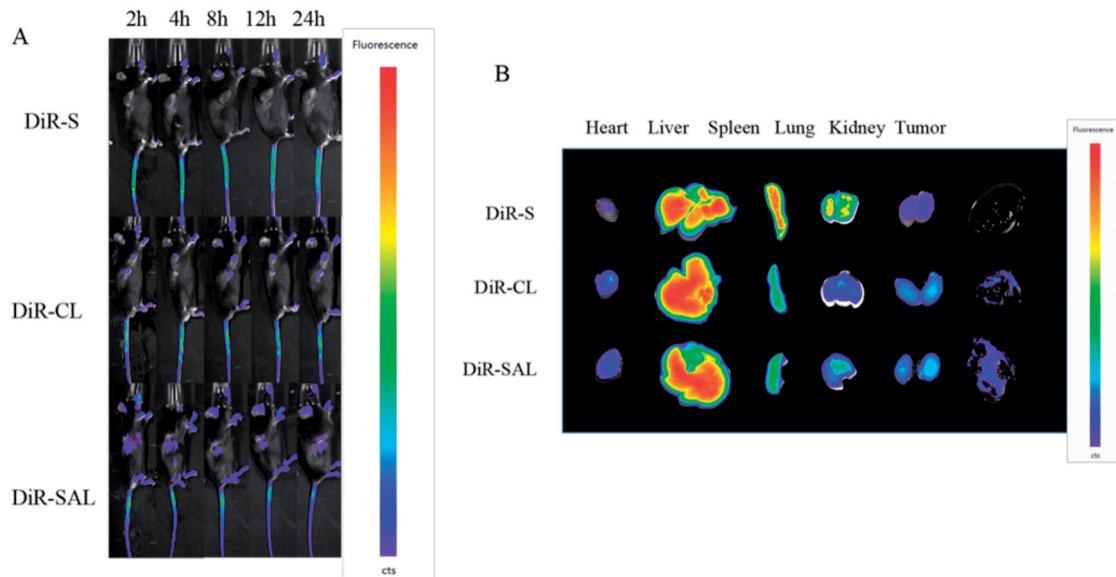 A
2h 4h 8h 12h 24h
DiR-S
DiR-CL
DiR-SAL
Fluorescence
cts
B
Heart Liver Spleen Lung Kidney Tumor
DiR-S
DiR-CL
DiR-SAL
Fluorescence
cts